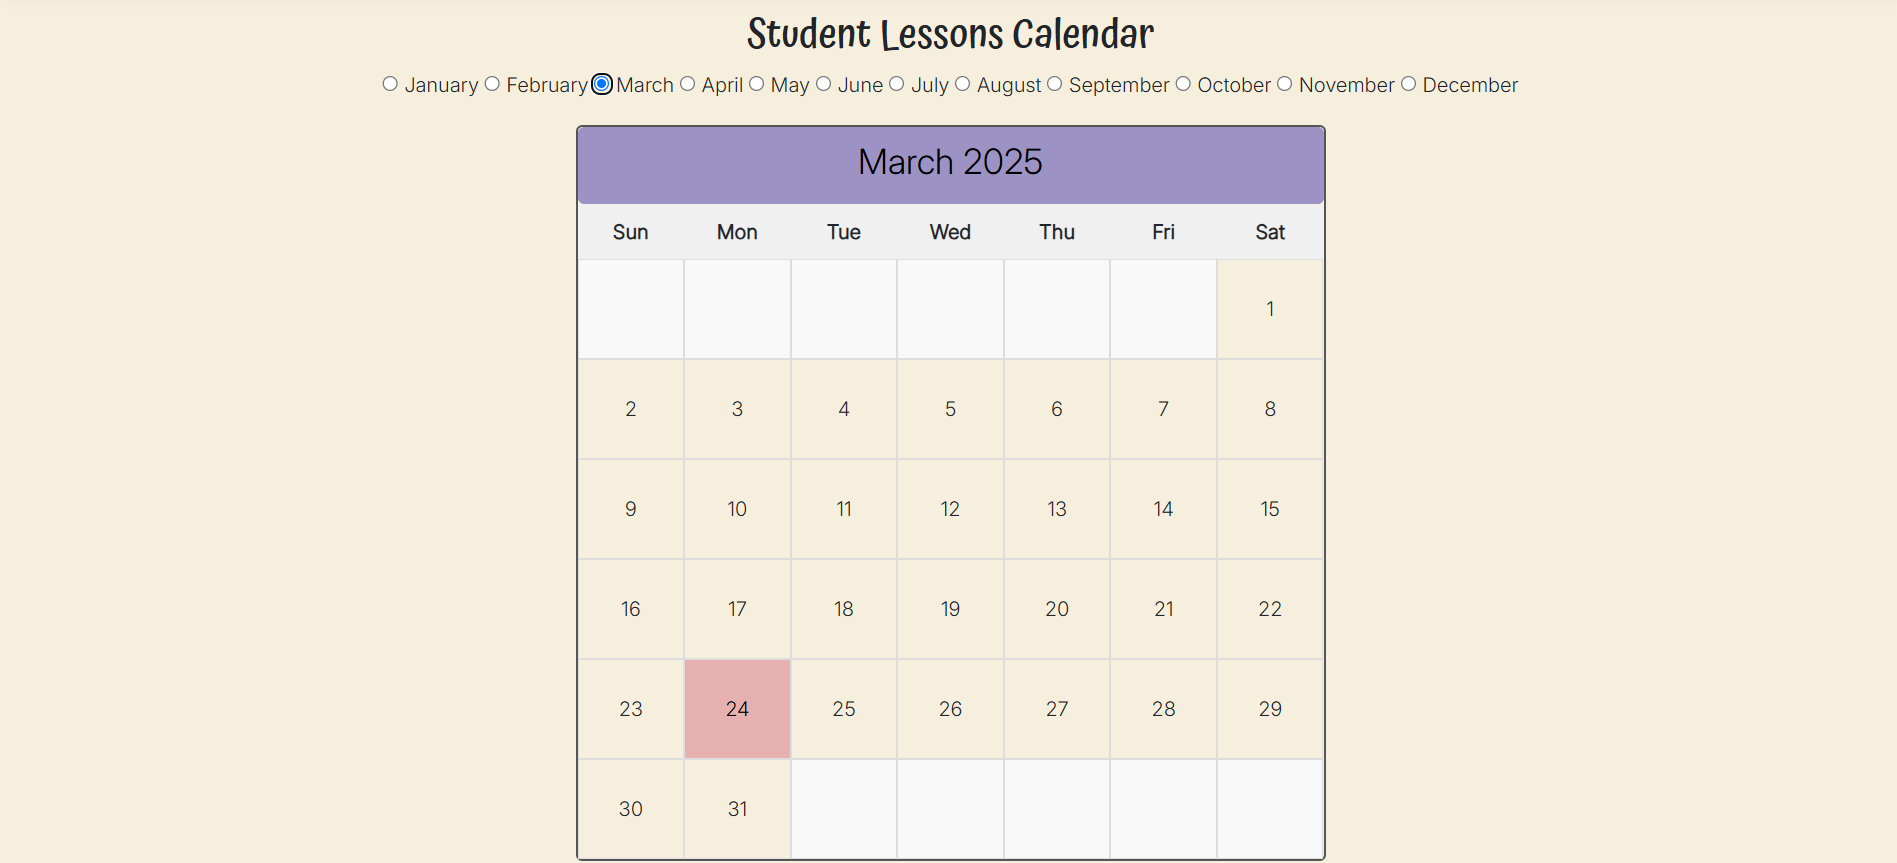 Student Lessons Calendar
January February March April May June July August September October November December
March 2025
Sun Mon Tue Wed Thu Fri Sat
1
2 3 4 5 6 7 8
9 10 11 12 13 14 15
16 17 18 19 20 21 22
23 24 25 26 27 28 29
30 31